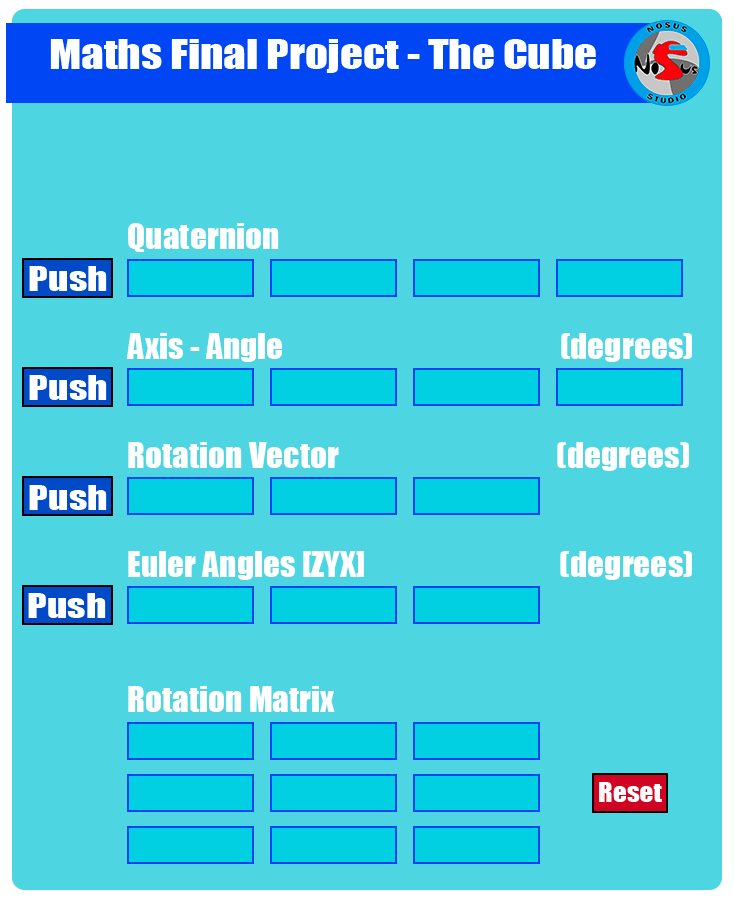 Maths Final Project - The Cube
NOSUS
NoSus
STUDIO
Quaternion
Push
Axis - Angle (degrees)
Push
Rotation Vector (degrees)
Push
Euler Angles [ZYX] (degrees)
Push
Rotation Matrix
Reset